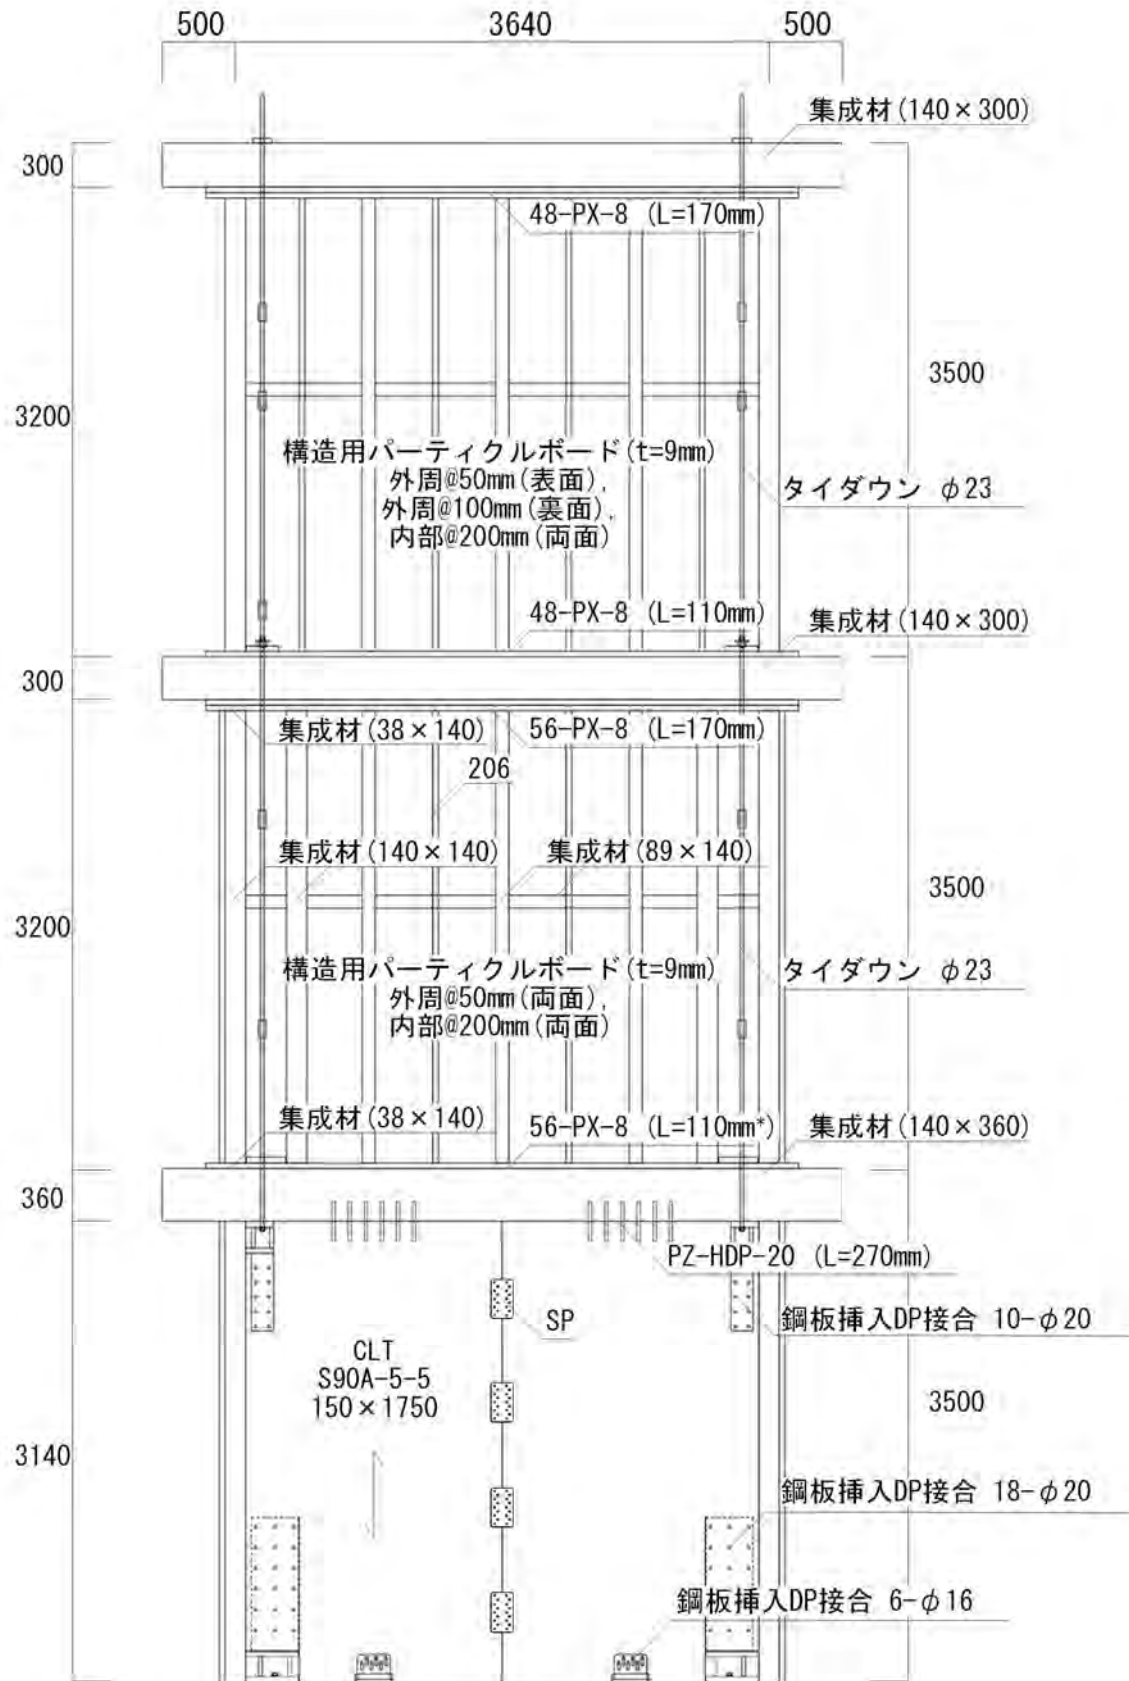 500 3640 500
集成材(140×300)
300
48-PX-8 (L=170mm)
3500
3200
構造用パーティクルボード(t=9mm)
外周@50mm(表面),
外周@100mm(裏面),
内部@200mm(両面)
タイダウン φ23
48-PX-8 (L=110mm)
集成材(140×300)
300
集成材(38×140)
56-PX-8 (L=170mm)
206
集成材(140×140)
集成材(89×140)
3500
3200
構造用パーティクルボード(t=9mm)
外周@50mm(両面),
内部@200mm(両面)
タイダウン φ23
集成材(38×140)
56-PX-8 (L=110mm*)
集成材(140×360)
360
PZ-HDP-20 (L=270mm)
SP
鋼板挿入DP接合 10-φ20
CLT
S90A-5-5
150×1750
3500
3140
鋼板挿入DP接合 18-φ20
鋼板挿入DP接合 6-φ16